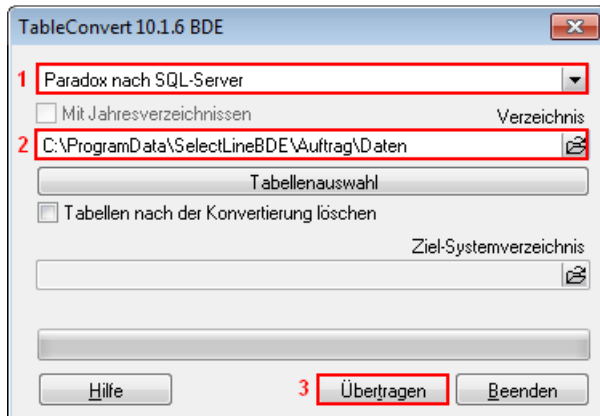 TableConvert 10.1.6 BDE
1 Paradox nach SQL-Server
Mit Jahresverzeichnissen Verzeichnis
2 C:\ProgramData\SelectLineBDE\Auftrag\Daten
Tabellenauswahl
Tabellen nach der Konvertierung löschen
Ziel-Systemverzeichnis
Hilfe 3 Übertragen Beenden